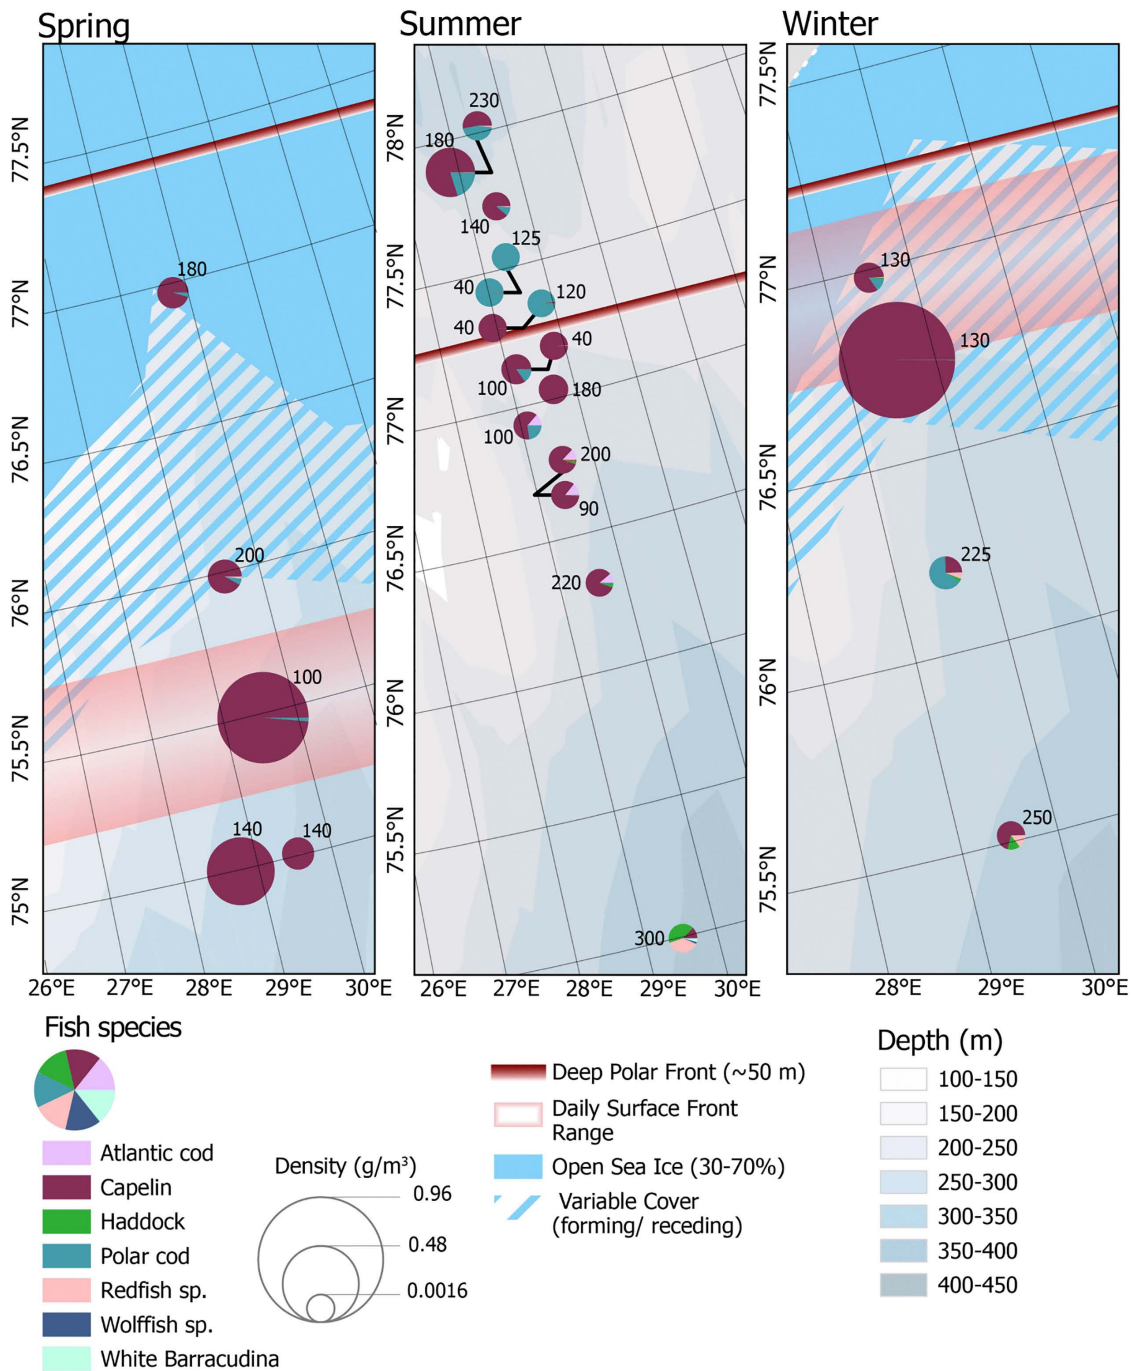 Spring
Summer
Winter
77.5°N
77°N
76.5°N
76°N
75.5°N
75°N
180
200
100
140
140
26°E
27°E
28°E
29°E
30°E
78°N
77.5°N
77°N
76.5°N
76°N
75.5°N
230
180
140
125
40
120
40
40
100
180
100
200
90
220
300
26°E
27°E
28°E
29°E
30°E
77.5°N
77°N
76.5°N
76°N
75.5°N
130
130
225
250
28°E
29°E
30°E
Fish species
Atlantic cod
Capelin
Haddock
Polar cod
Redfish sp.
Wolffish sp.
White Barracudina
Density (g/m³)
0.96
0.48
0.0016
Deep Polar Front (~50 m)
Daily Surface Front
Range
Open Sea Ice (30-70%)
Variable Cover
(forming/ receding)
Depth (m)
100-150
150-200
200-250
250-300
300-350
350-400
400-450